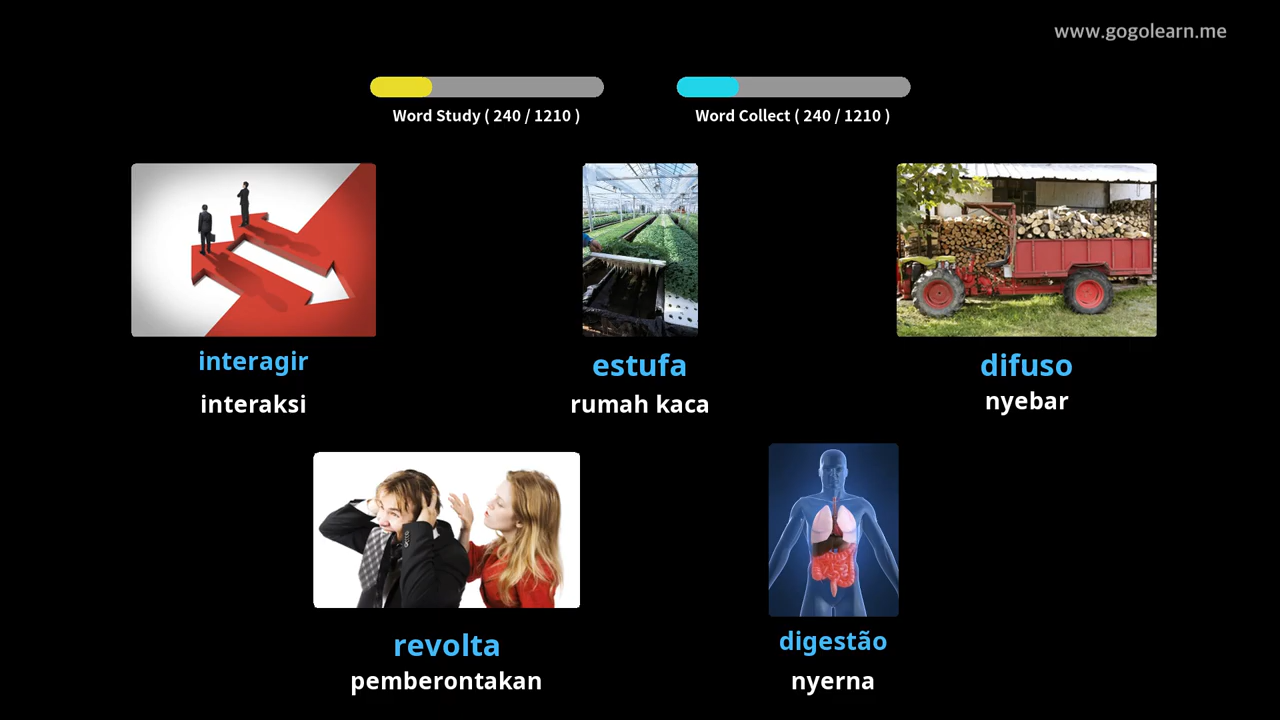 www.gogolearn.me
Word Study ( 240 / 1210 )
Word Collect ( 240 / 1210 )
interagir
interaksi
estufa
rumah kaca
difuso
nyebar
revolta
pemberontakan
digestão
nyerna